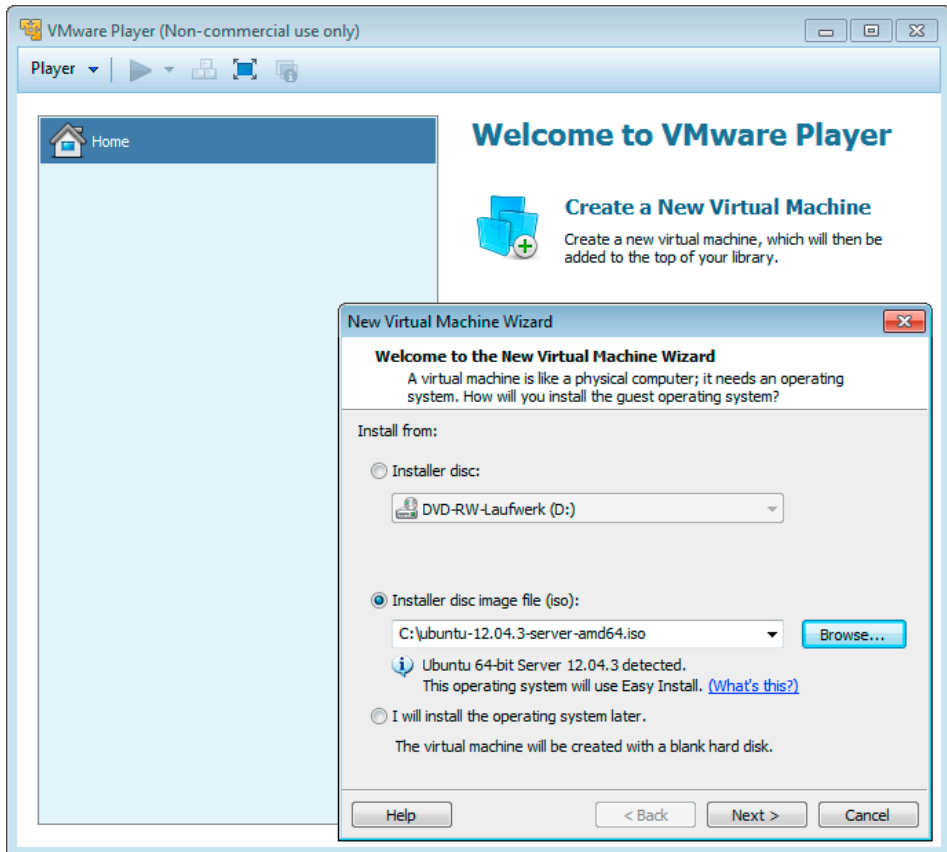 VMware Player (Non-commercial use only)
Player
Home
Welcome to VMware Player
Create a New Virtual Machine
Create a new virtual machine, which will then be
added to the top of your library.
New Virtual Machine Wizard
Welcome to the New Virtual Machine Wizard
A virtual machine is like a physical computer; it needs an operating
system. How will you install the guest operating system?
Install from:
Installer disc:
DVD-RW-Laufwerk (D:)
Installer disc image file (iso):
C:\ubuntu-12.04.3-server-amd64.iso
Browse...
Ubuntu 64-bit Server 12.04.3 detected.
This operating system will use Easy Install. (What's this?)
I will install the operating system later.
The virtual machine will be created with a blank hard disk.
Help
< Back
Next >
Cancel